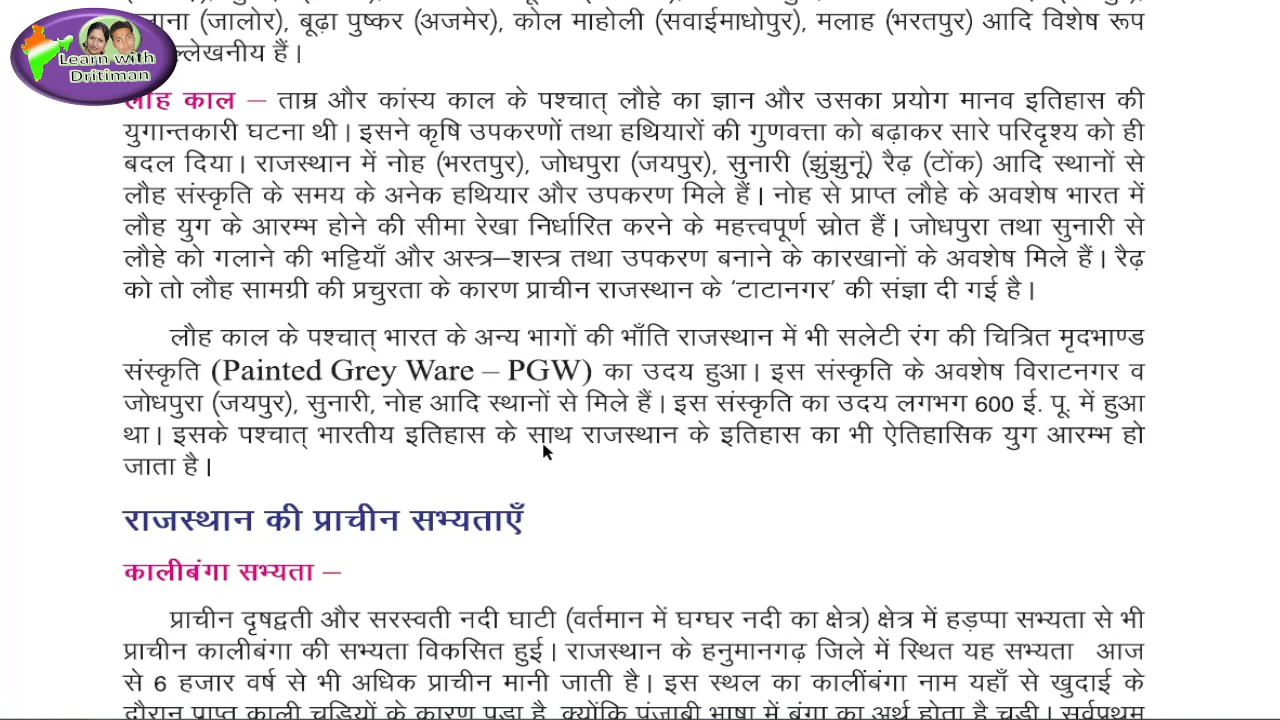 (जालोर), बूढ़ा पुष्कर (अजमेर), कोल माहोली (सवाईमाधोपुर), मलाह (भरतपुर) आदि विशेष रूप
हैं।
Learn with
Dritiman
लौह काल – ताम्र और कांस्य काल के पश्चात् लौहे का ज्ञान और उसका प्रयोग मानव इतिहास की
युगान्तकारी घटना थी। इसने कृषि उपकरणों तथा हथियारों की गुणवत्ता को बढ़ाकर सारे परिदृश्य को ही
बदल दिया। राजस्थान में नोह (भरतपुर), जोधपुरा (जयपुर), सुनारी (झुंझुनूं) रैढ़ (टोंक) आदि स्थानों से
लौह संस्कृति के समय के अनेक हथियार और उपकरण मिले हैं। नोह से प्राप्त लौहे के अवशेष भारत में
लौह युग के आरम्भ होने की सीमा रेखा निर्धारित करने के महत्त्वपूर्ण स्रोत हैं। जोधपुरा तथा सुनारी से
लौहे को गलाने की भट्टियाँ और अस्त्र–शस्त्र तथा उपकरण बनाने के कारखानों के अवशेष मिले हैं। रैढ़
को तो लौह सामग्री की प्रचुरता के कारण प्राचीन राजस्थान के ‘टाटानगर’ की संज्ञा दी गई है।
लौह काल के पश्चात् भारत के अन्य भागों की भाँति राजस्थान में भी सलेटी रंग की चित्रित मृदभाण्ड
संस्कृति (Painted Grey Ware – PGW) का उदय हुआ। इस संस्कृति के अवशेष विराटनगर व
जोधपुरा (जयपुर), सुनारी, नोह आदि स्थानों से मिले हैं। इस संस्कृति का उदय लगभग 600 ई. पू. में हुआ
था। इसके पश्चात् भारतीय इतिहास के साथ राजस्थान के इतिहास का भी ऐतिहासिक युग आरम्भ हो
जाता है।
राजस्थान की प्राचीन सभ्यताएँ
कालीबंगा सभ्यता –
प्राचीन दृषद्वती और सरस्वती नदी घाटी (वर्तमान में घग्घर नदी का क्षेत्र) क्षेत्र में हड़प्पा सभ्यता से भी
प्राचीन कालीबंगा की सभ्यता विकसित हुई। राजस्थान के हनुमानगढ़ जिले में स्थित यह सभ्यता आज
से 6 हजार वर्ष से भी अधिक प्राचीन मानी जाती है। इस स्थल का कालींबंगा नाम यहाँ से खुदाई के
दौरान प्राप्त काली चूड़ियों के कारण पड़ा है, क्योंकि पंजाबी भाषा में बंगा का अर्थ होता है चूड़ी। सर्वप्रथम